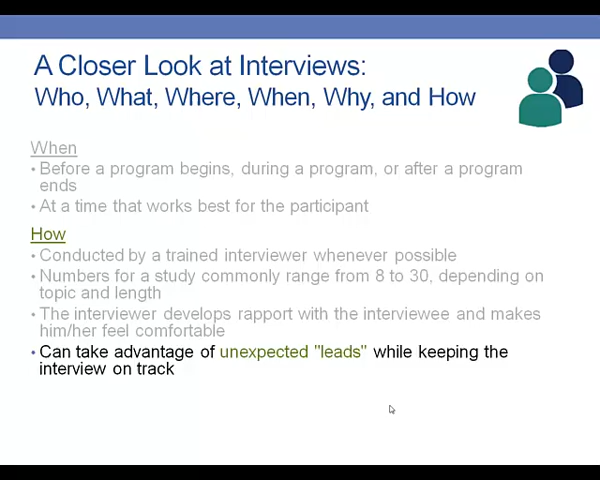 A Closer Look at Interviews:
Who, What, Where, When, Why, and How
When
• Before a program begins, during a program, or after a program
ends
• At a time that works best for the participant
How
• Conducted by a trained interviewer whenever possible
• Numbers for a study commonly range from 8 to 30, depending on
topic and length
• The interviewer develops rapport with the interviewee and makes
him/her feel comfortable
• Can take advantage of unexpected "leads" while keeping the
interview on track